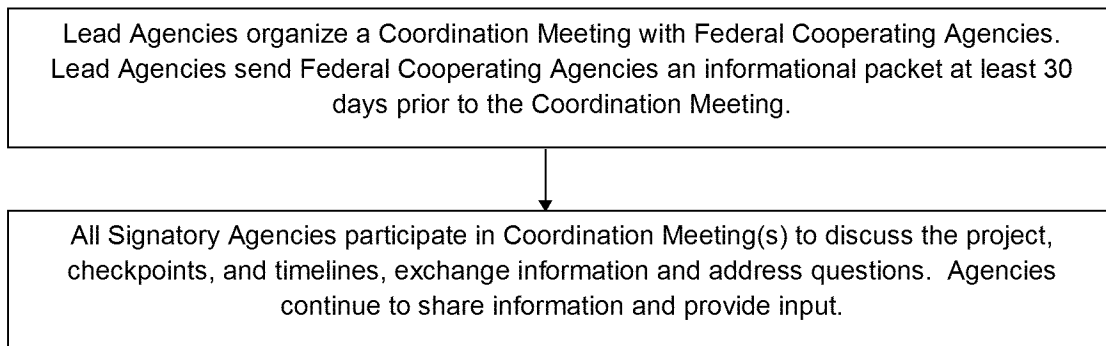 Lead Agencies organize a Coordination Meeting with Federal Cooperating Agencies.
Lead Agencies send Federal Cooperating Agencies an informational packet at least 30
days prior to the Coordination Meeting.
All Signatory Agencies participate in Coordination Meeting(s) to discuss the project,
checkpoints, and timelines, exchange information and address questions.  Agencies
continue to share information and provide input.